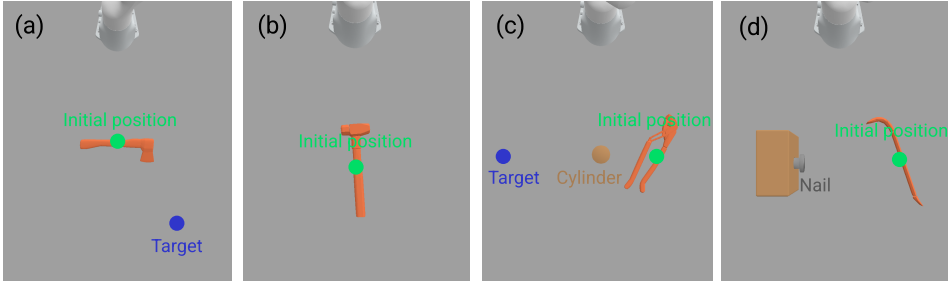 (a)
Initial position
Target
(b)
Initial position
(c)
Initial position
Target
Cylinder
(d)
Initial position
Nail